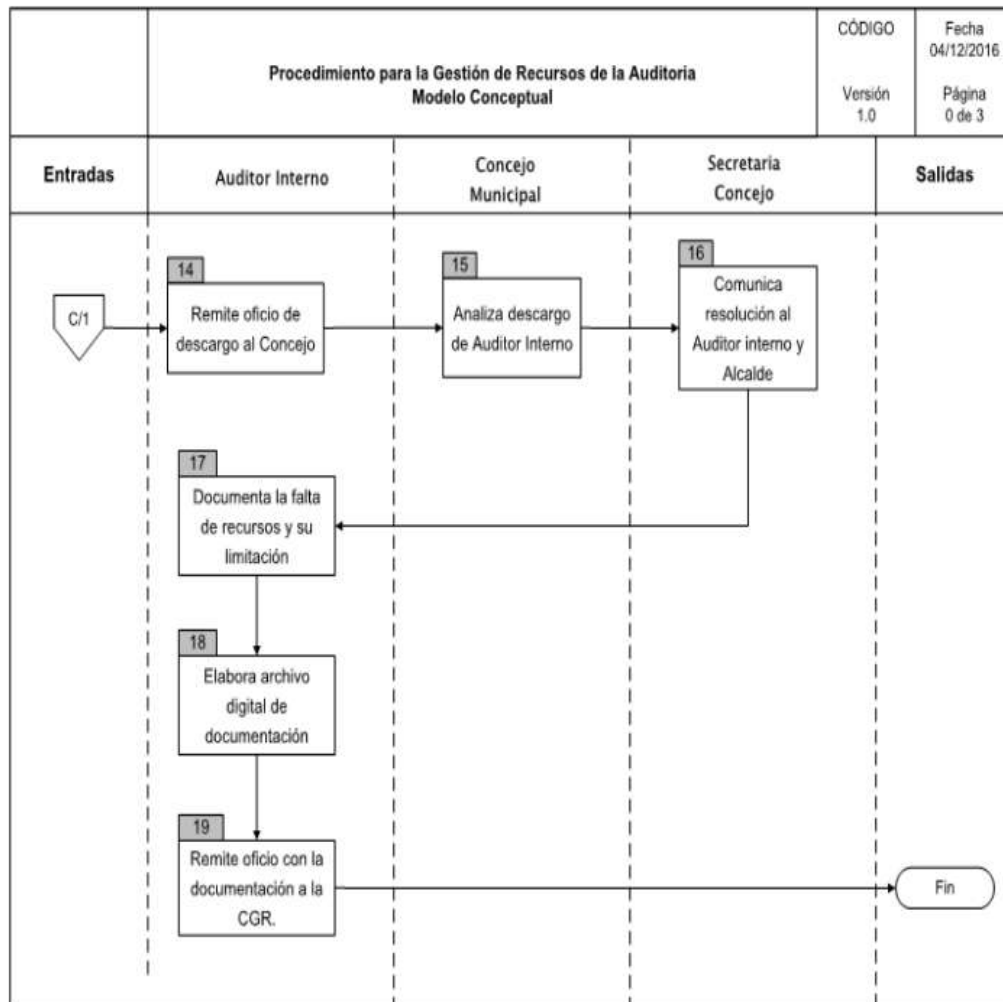 Procedimiento para la Gestión de Recursos de la Auditoria
Modelo Conceptual
CÓDIGO
Versión
1.0
Fecha
04/12/2016
Página
0 de 3
Entradas
Auditor Interno
Concejo
Municipal
Secretaria
Concejo
Salidas
C/1
14
Remite oficio de
descargo al Concejo
15
Analiza descargo
de Auditor Interno
16
Comunica
resolución al
Auditor interno y
Alcalde
17
Documenta la falta
de recursos y su
limitación
18
Elabora archivo
digital de
documentación
19
Remite oficio con la
documentación a la
CGR.
Fin